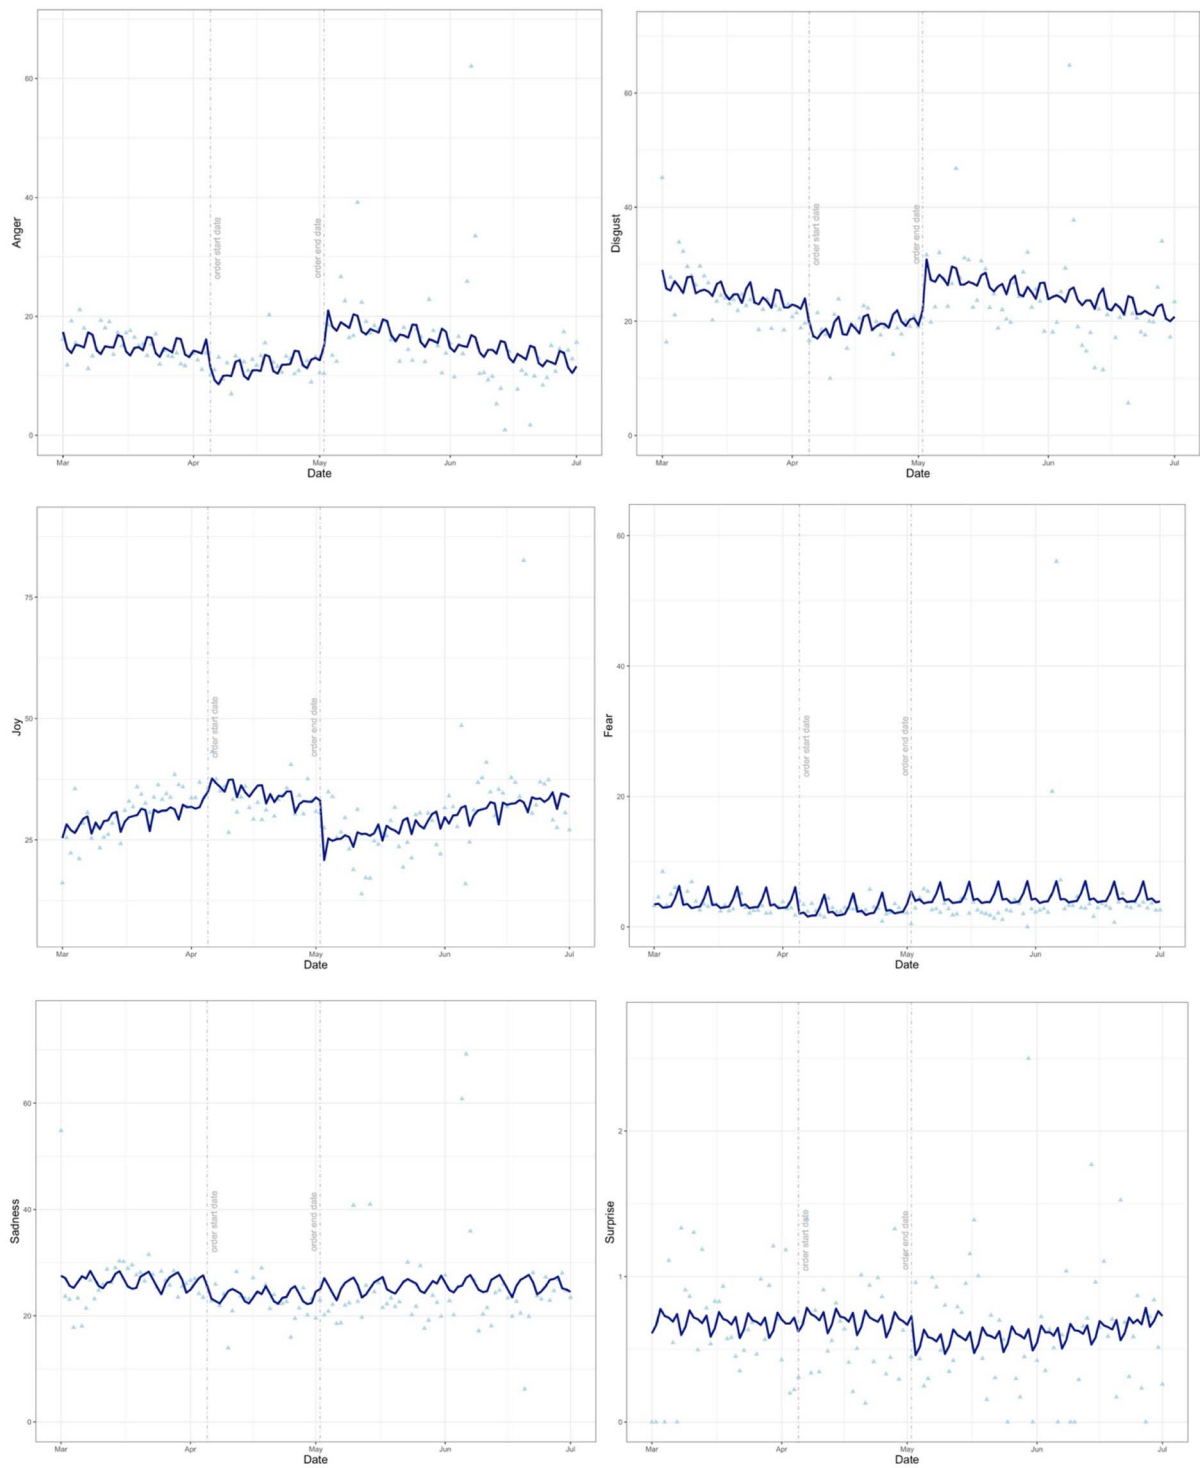 60
40
20
0
Anger
order start date
order end date
Mar
Apr
May
Jun
Jul
Date
60
40
20
0
Disgust
order start date
order end date
Mar
Apr
May
Jun
Jul
Date
75
50
25
Joy
order start date
order end date
Mar
Apr
May
Jun
Jul
Date
60
40
20
0
Fear
order start date
order end date
Mar
Apr
May
Jun
Jul
Date
60
40
20
0
Sadness
order start date
order end date
Mar
Apr
May
Jun
Jul
Date
2
1
0
Surprise
order start date
order end date
Mar
Apr
May
Jun
Jul
Date